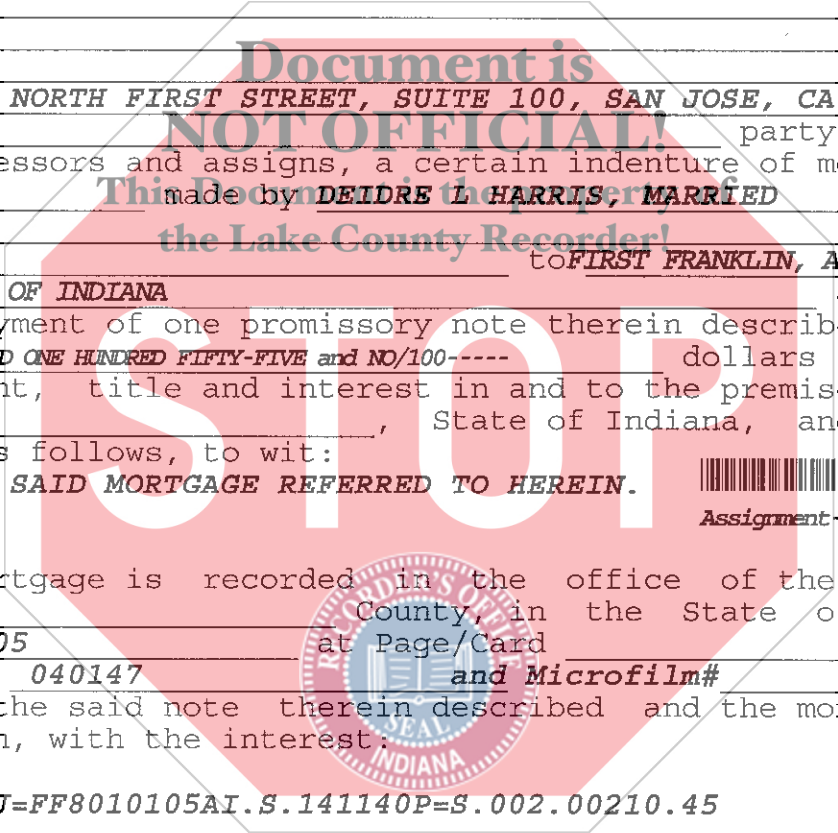 Document is
NORTH FIRST STREET, SUITE 100, SAN JOSE, CA
NOT OFFICIAL!
party
essors and assigns, a certain indenture of m
This Document is the property of
made by DEIDRE L HARRIS, MARRIED
the Lake County Recorder!
to FIRST FRANKLIN, A
OF INDIANA
yment of one promissory note therein describ
D ONE HUNDRED FIFTY-FIVE and NO/100-----
dollars
nt, title and interest in and to the premis
, State of Indiana, an
s follows, to wit:
SAID MORTGAGE REFERRED TO HEREIN.
STOP
Assignment-
rtgage is recorded in the office of the
County, in the State o
05 at Page/Card
040147 and Microfilm#
the said note therein described and the mo
n, with the interest:
RECORDER'S OFFICE
SEAL
INDIANA
J=FF8010105AI.S.141140P=S.002.00210.45